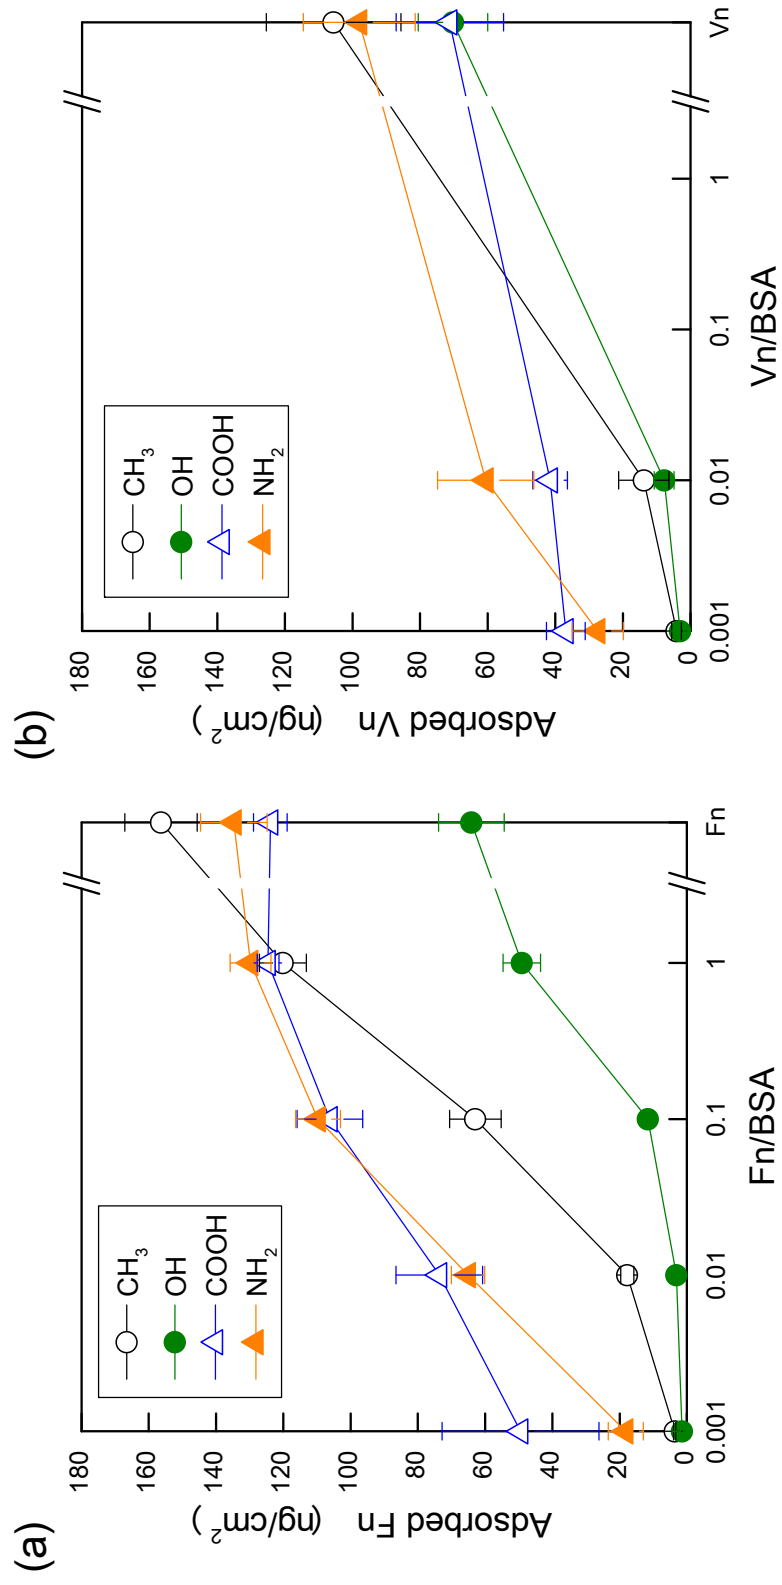 (a)
Adsorbed Fn (ng/cm²)
180
160
140
120
100
80
60
40
20
0
CH₃
OH
COOH
NH₂
0.001
0.01
0.1
1
Fn
Fn/BSA
(b)
Adsorbed Vn (ng/cm²)
180
160
140
120
100
80
60
40
20
0
CH₃
OH
COOH
NH₂
0.001
0.01
0.1
1
Vn
Vn/BSA